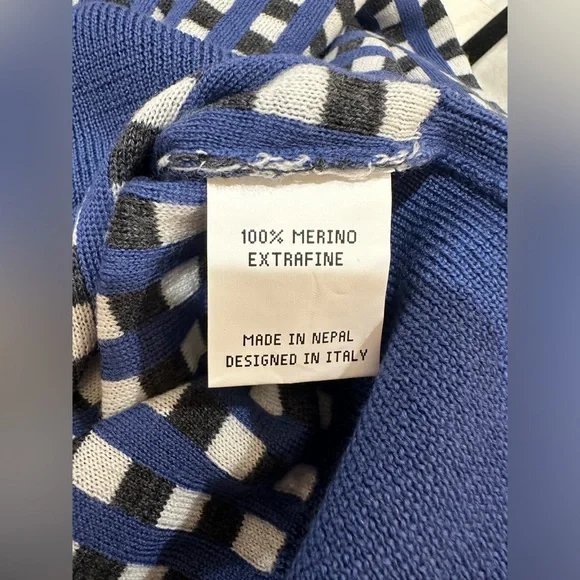 100% MERINO
EXTRAFINE
MADE IN NEPAL
DESIGNED IN ITALY